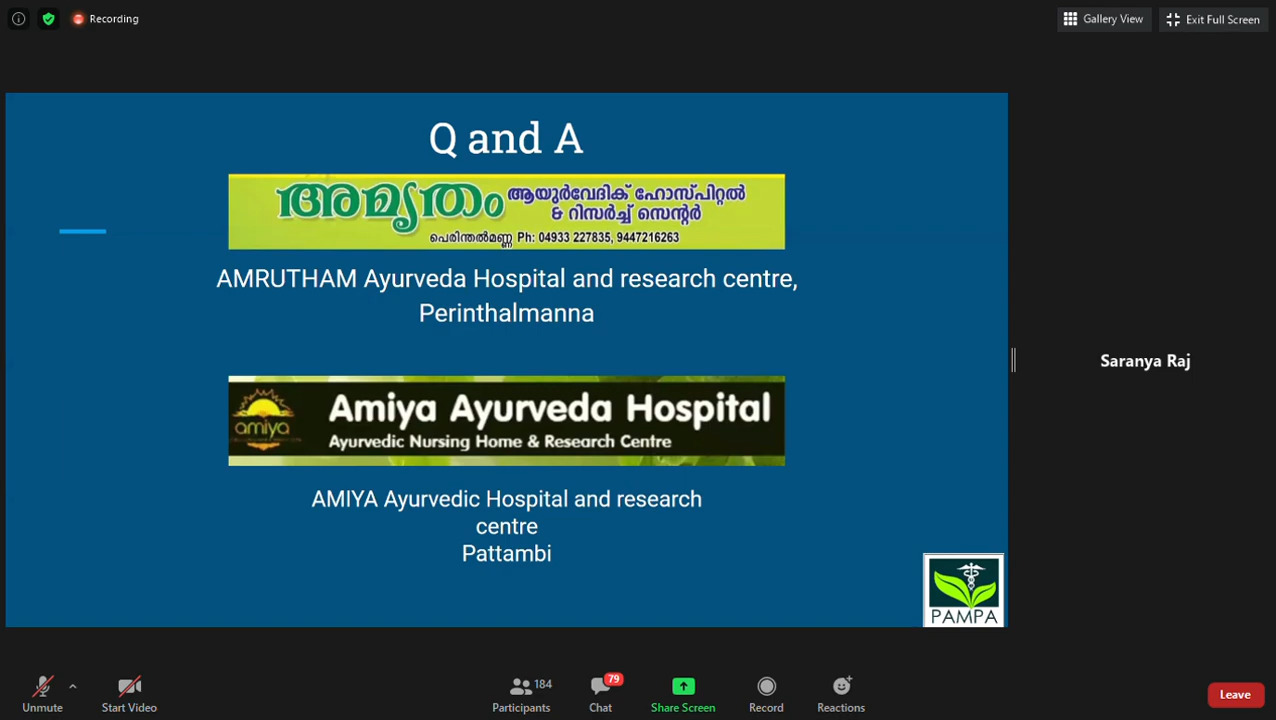 Recording
Gallery View
Exit Full Screen
Q and A
അമൃതം ആയുർവേദിക് ഹോസ്പിറ്റൽ
& റിസർച്ച് സെന്റർ
പെരിന്തൽമണ്ണ Ph: 04933 227835, 9447216263
AMRUTHAM Ayurveda Hospital and research centre,
Perinthalmanna
Saranya Raj
amiya
Amiya Ayurveda Hospital
Ayurvedic Nursing Home & Research Centre
AMIYA Ayurvedic Hospital and research
centre
Pattambi
PAMPA
184
79
Unmute
Start Video
Participants
Chat
Share Screen
Record
Reactions
Leave